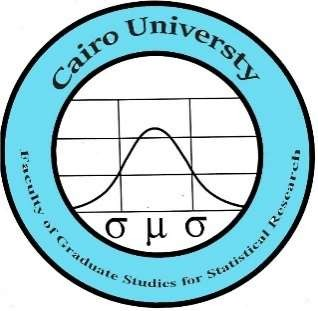 Cairo Universty
σ μ σ
Faculty of Graduate Studies for Statistical Research